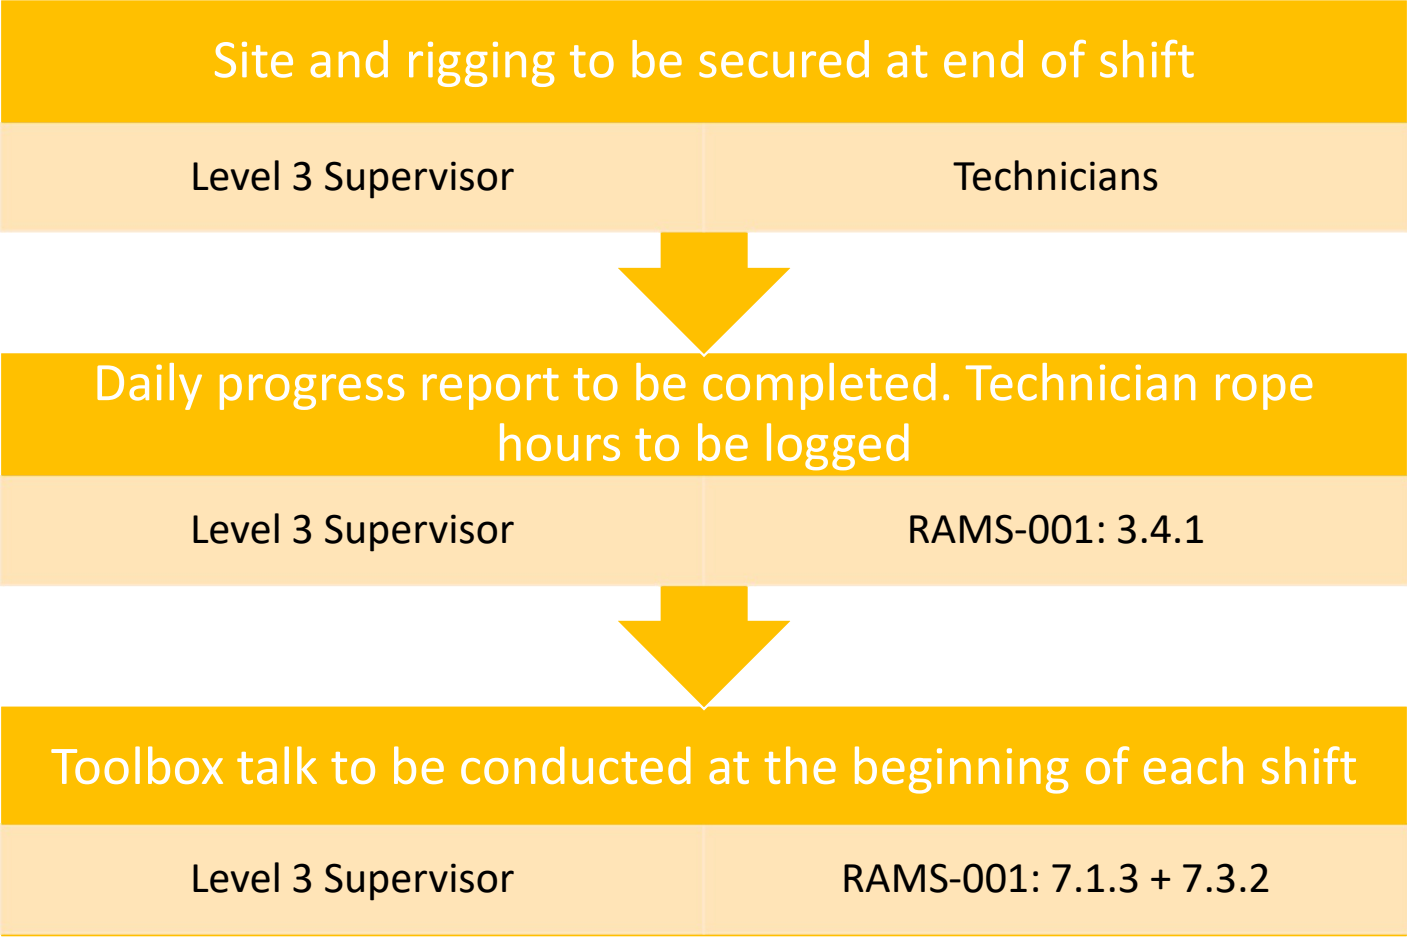 Site and rigging to be secured at end of shift
Level 3 Supervisor
Technicians
Daily progress report to be completed. Technician rope
hours to be logged
Level 3 Supervisor
RAMS-001: 3.4.1
Toolbox talk to be conducted at the beginning of each shift
Level 3 Supervisor
RAMS-001: 7.1.3 + 7.3.2